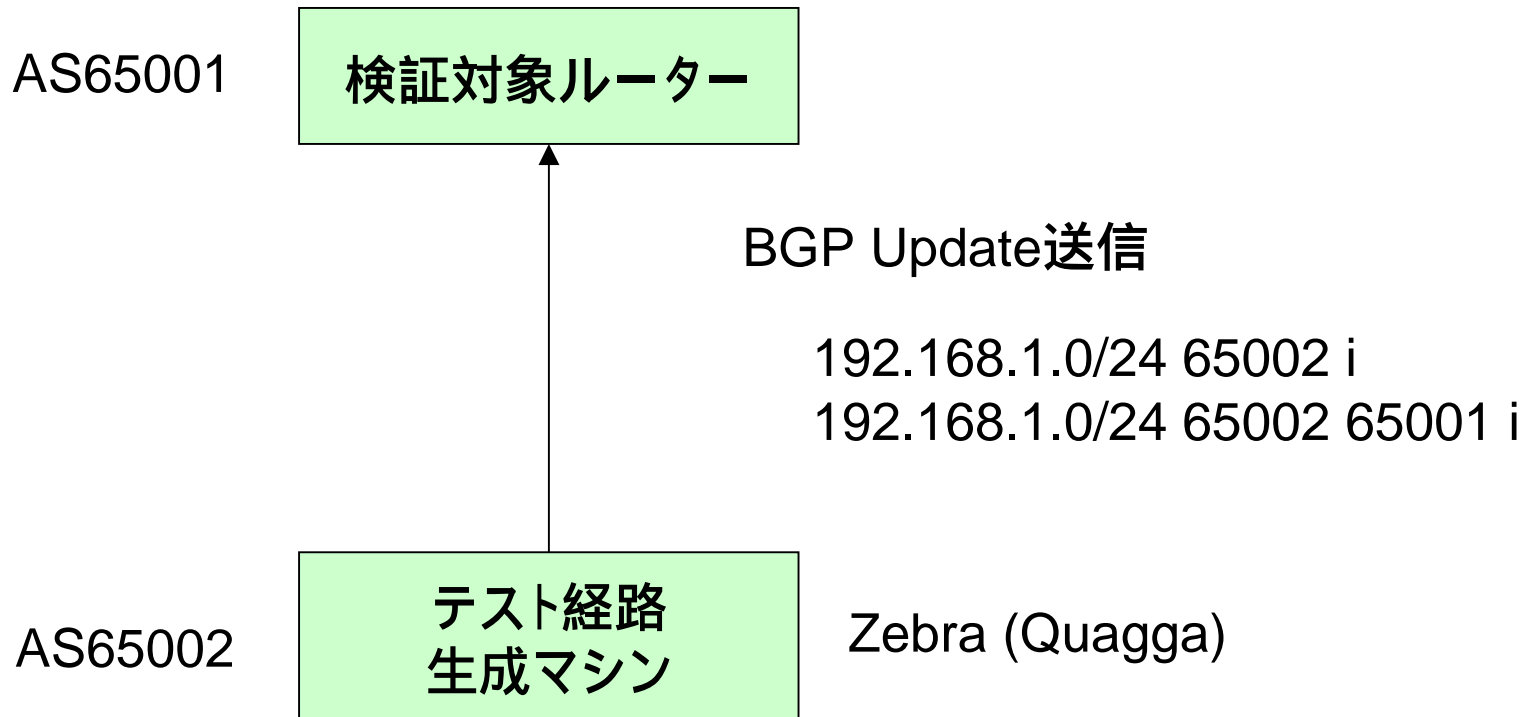 AS65001
検証対象ルーター
BGP Update送信
192.168.1.0/24 65002 i
192.168.1.0/24 65002 65001 i
AS65002
テスト経路
生成マシン
Zebra (Quagga)